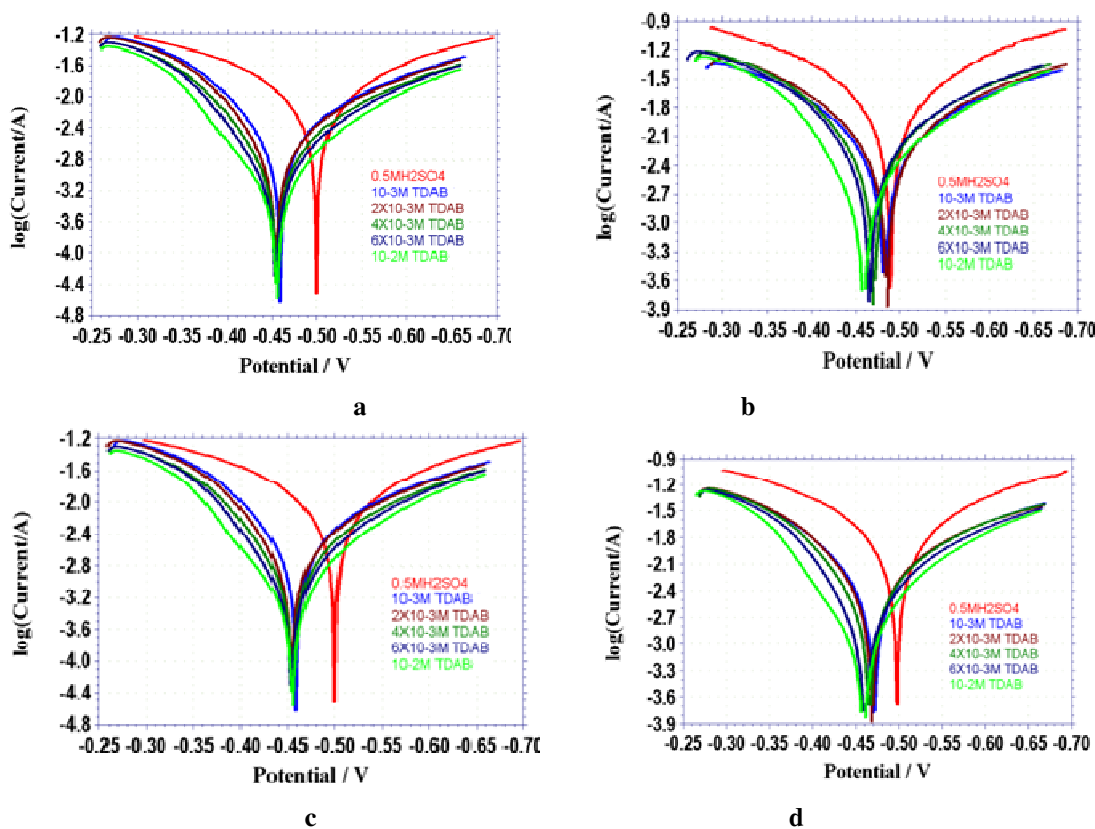 -1.2
-1.6
-2.0
-2.4
-2.8
-3.2
-3.6
-4.0
-4.4
-4.8
log(Current/A)
0.5MH2SO4
10-3M TDAB
2X10-3M TDAB
4X10-3M TDAB
6X10-3M TDAB
10-2M TDAB
-0.25 -0.30 -0.35 -0.40 -0.45 -0.50 -0.55 -0.60 -0.65 -0.70
Potential / V
a
-0.9
-1.2
-1.5
-1.8
-2.1
-2.4
-2.7
-3.0
-3.3
-3.6
-3.9
log(Current/A)
0.5MH2SO4
10-3M TDAB
2X10-3M TDAB
4X10-3M TDAB
6X10-3M TDAB
10-2M TDAB
-0.25 -0.30 -0.35 -0.40 -0.45 -0.50 -0.55 -0.60 -0.65 -0.70
Potential / V
b
-1.2
-1.6
-2.0
-2.4
-2.8
-3.2
-3.6
-4.0
-4.4
-4.8
log(Current/A)
0.5MH2SO4
10-3M TDAB
2X10-3M TDAB
4X10-3M TDAB
6X10-3M TDAB
10-2M TDAB
-0.25 -0.30 -0.35 -0.40 -0.45 -0.50 -0.55 -0.60 -0.65 -0.70
Potential / V
c
-0.9
-1.2
-1.5
-1.8
-2.1
-2.4
-2.7
-3.0
-3.3
-3.6
-3.9
log(Current/A)
0.5MH2SO4
10-3M TDAB
2X10-3M TDAB
4X10-3M TDAB
6X10-3M TDAB
10-2M TDAB
-0.25 -0.30 -0.35 -0.40 -0.45 -0.50 -0.55 -0.60 -0.65 -0.70
Potential / V
d